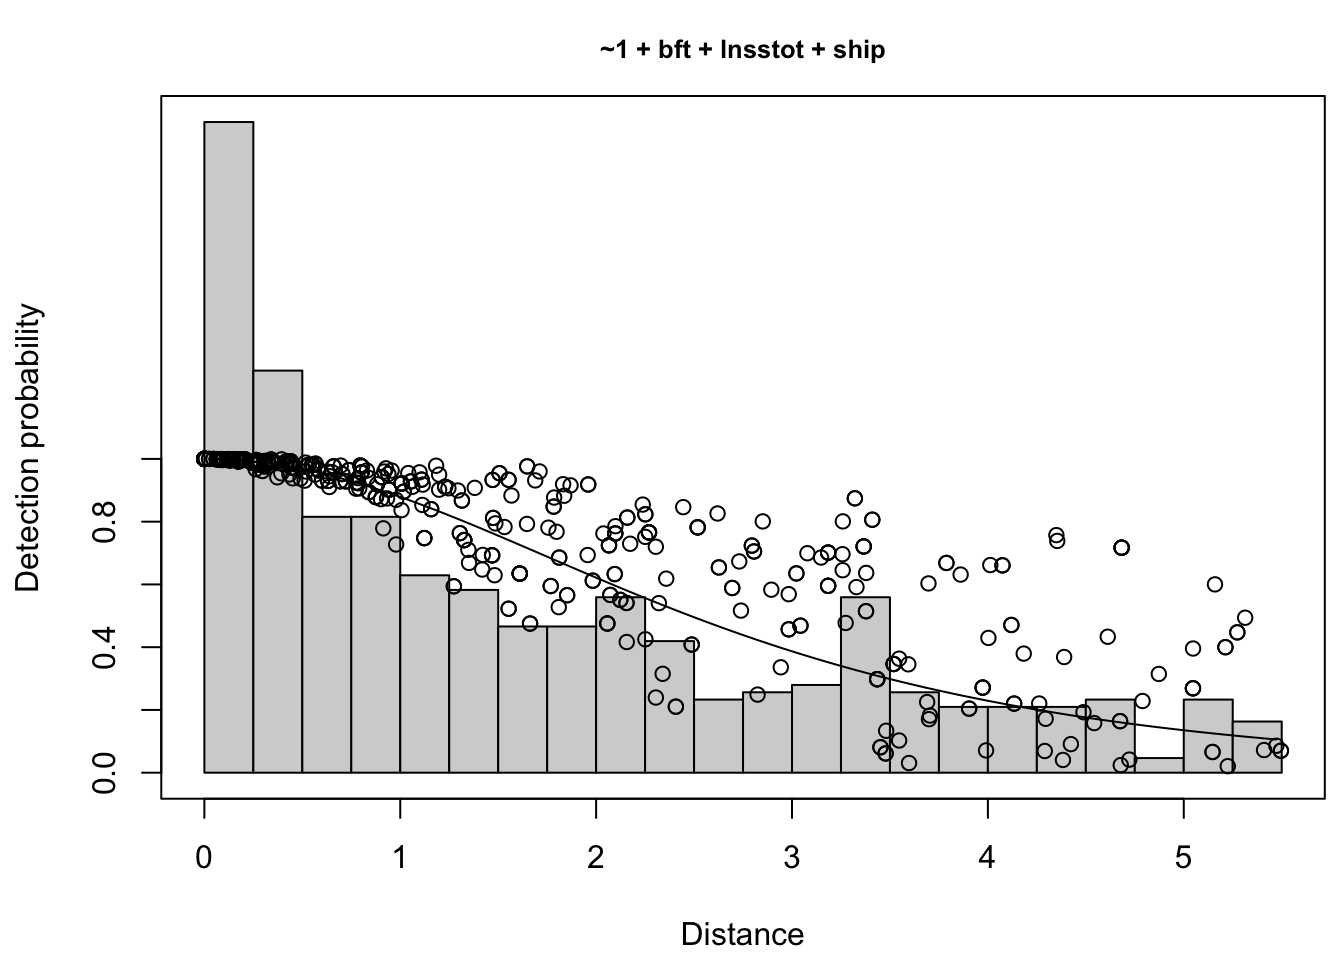 ~1 + bft + lnsstot + ship
Detection probability
0.8
0.4
0.0
0 1 2 3 4 5
Distance